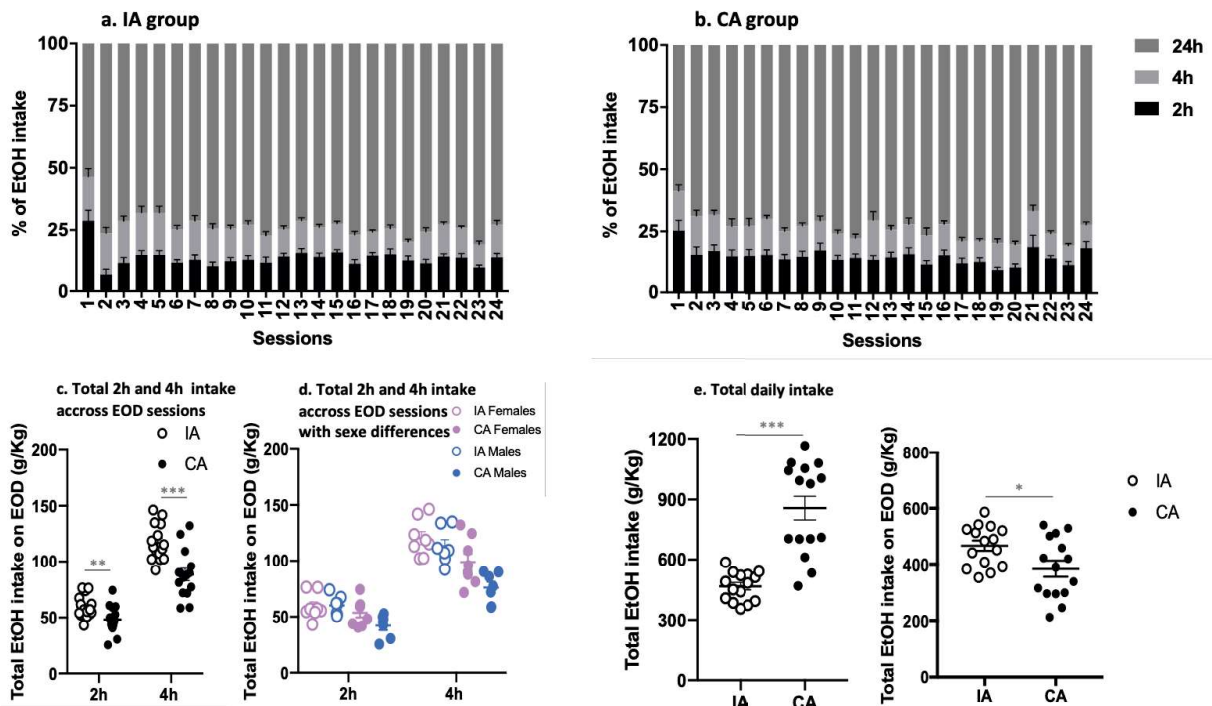 a. IA group
% of EtOH intake
100
75
50
25
0
1 2 3 4 5 6 7 8 9 10 11 12 13 14 15 16 17 18 19 20 21 22 23 24
Sessions
b. CA group
% of EtOH intake
100
75
50
25
0
1 2 3 4 5 6 7 8 9 10 11 12 13 14 15 16 17 18 19 20 21 22 23 24
Sessions
24h
4h
2h
c. Total 2h and 4h intake
accross EOD sessions
IA
CA
Total EtOH intake on EOD (g/Kg)
200
150
100
50
0
**
***
2h
4h
d. Total 2h and 4h intake
accross EOD sessions
with sexe differences
IA Females
CA Females
IA Males
CA Males
Total EtOH intake on EOD (g/Kg)
200
150
100
50
0
2h
4h
e. Total daily intake
Total EtOH intake (g/Kg)
1200
900
600
300
0
***
IA
CA
Total EtOH intake on EOD (g/Kg)
800
600
400
200
0
*
IA
CA
IA
CA